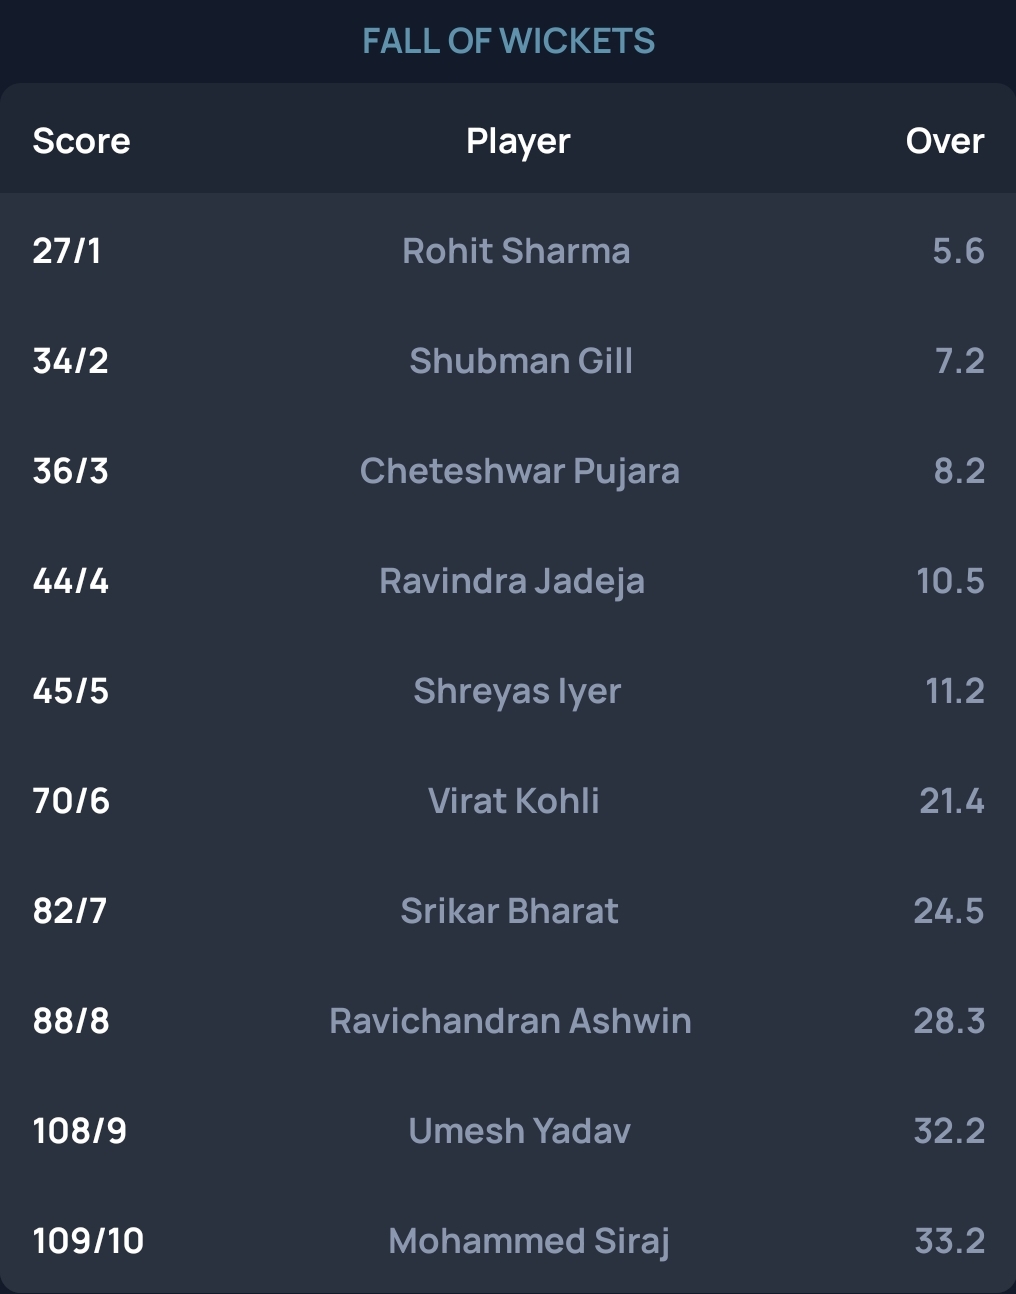 FALL OF WICKETS
Score Player Over
27/1 Rohit Sharma 5.6
34/2 Shubman Gill 7.2
36/3 Cheteshwar Pujara 8.2
44/4 Ravindra Jadeja 10.5
45/5 Shreyas Iyer 11.2
70/6 Virat Kohli 21.4
82/7 Srikar Bharat 24.5
88/8 Ravichandran Ashwin 28.3
108/9 Umesh Yadav 32.2
109/10 Mohammed Siraj 33.2